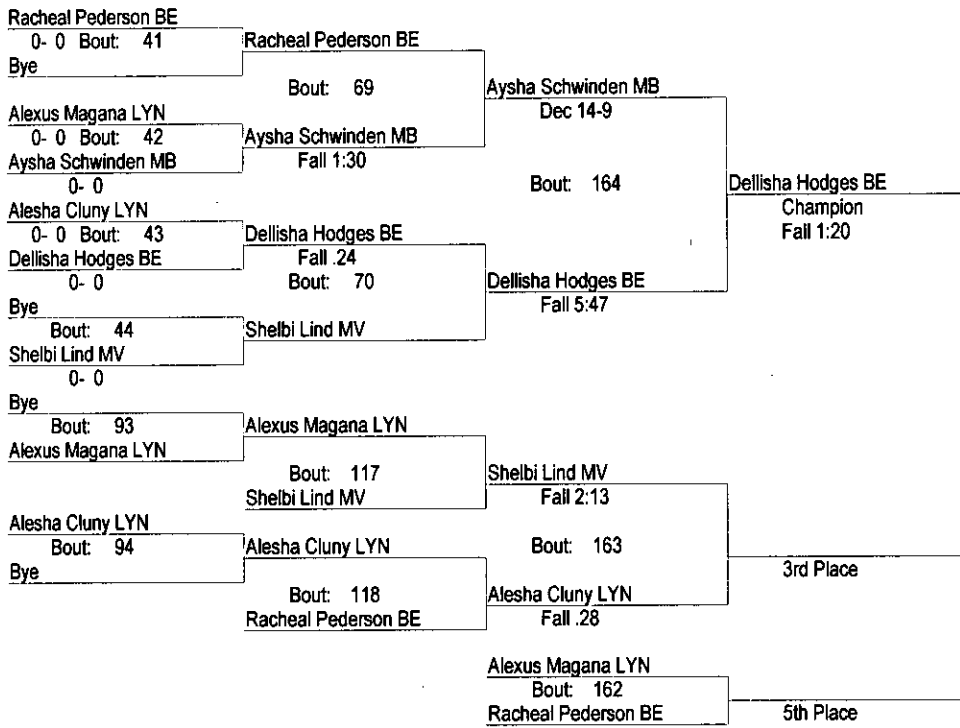 Racheal Pederson BE
0- 0 Bout: 41
Bye
Alexus Magana LYN
0- 0 Bout: 42
Aysha Schwinden MB
0- 0
Alesha Cluny LYN
0- 0 Bout: 43
Dellisha Hodges BE
0- 0
Bye
Bout: 44
Shelbi Lind MV
0- 0
Racheal Pederson BE
Bout: 69
Aysha Schwinden MB
Fall 1:30
Dellisha Hodges BE
Fall .24
Bout: 70
Shelbi Lind MV
Aysha Schwinden MB
Dec 14-9
Bout: 164
Dellisha Hodges BE
Fall 5:47
Dellisha Hodges BE
Champion
Fall 1:20
Bye
Bout: 93
Alexus Magana LYN
Alesha Cluny LYN
Bout: 94
Bye
Alexus Magana LYN
Bout: 117
Shelbi Lind MV
Alesha Cluny LYN
Bout: 118
Racheal Pederson BE
Shelbi Lind MV
Fall 2:13
Bout: 163
Alesha Cluny LYN
Fall .28
3rd Place
Alexus Magana LYN
Bout: 162
Racheal Pederson BE
5th Place